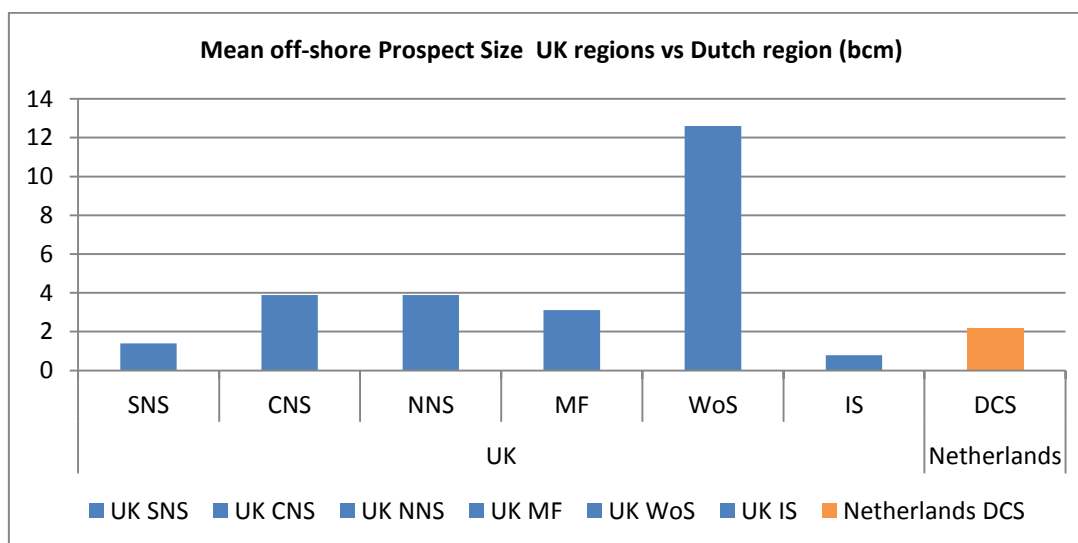 Mean off-shore Prospect Size UK regions vs Dutch region (bcm)
14
12
10
8
6
4
2
0
SNS CNS NNS MF WoS IS DCS
UK Netherlands
UK SNS UK CNS UK NNS UK MF UK WoS UK IS Netherlands DCS